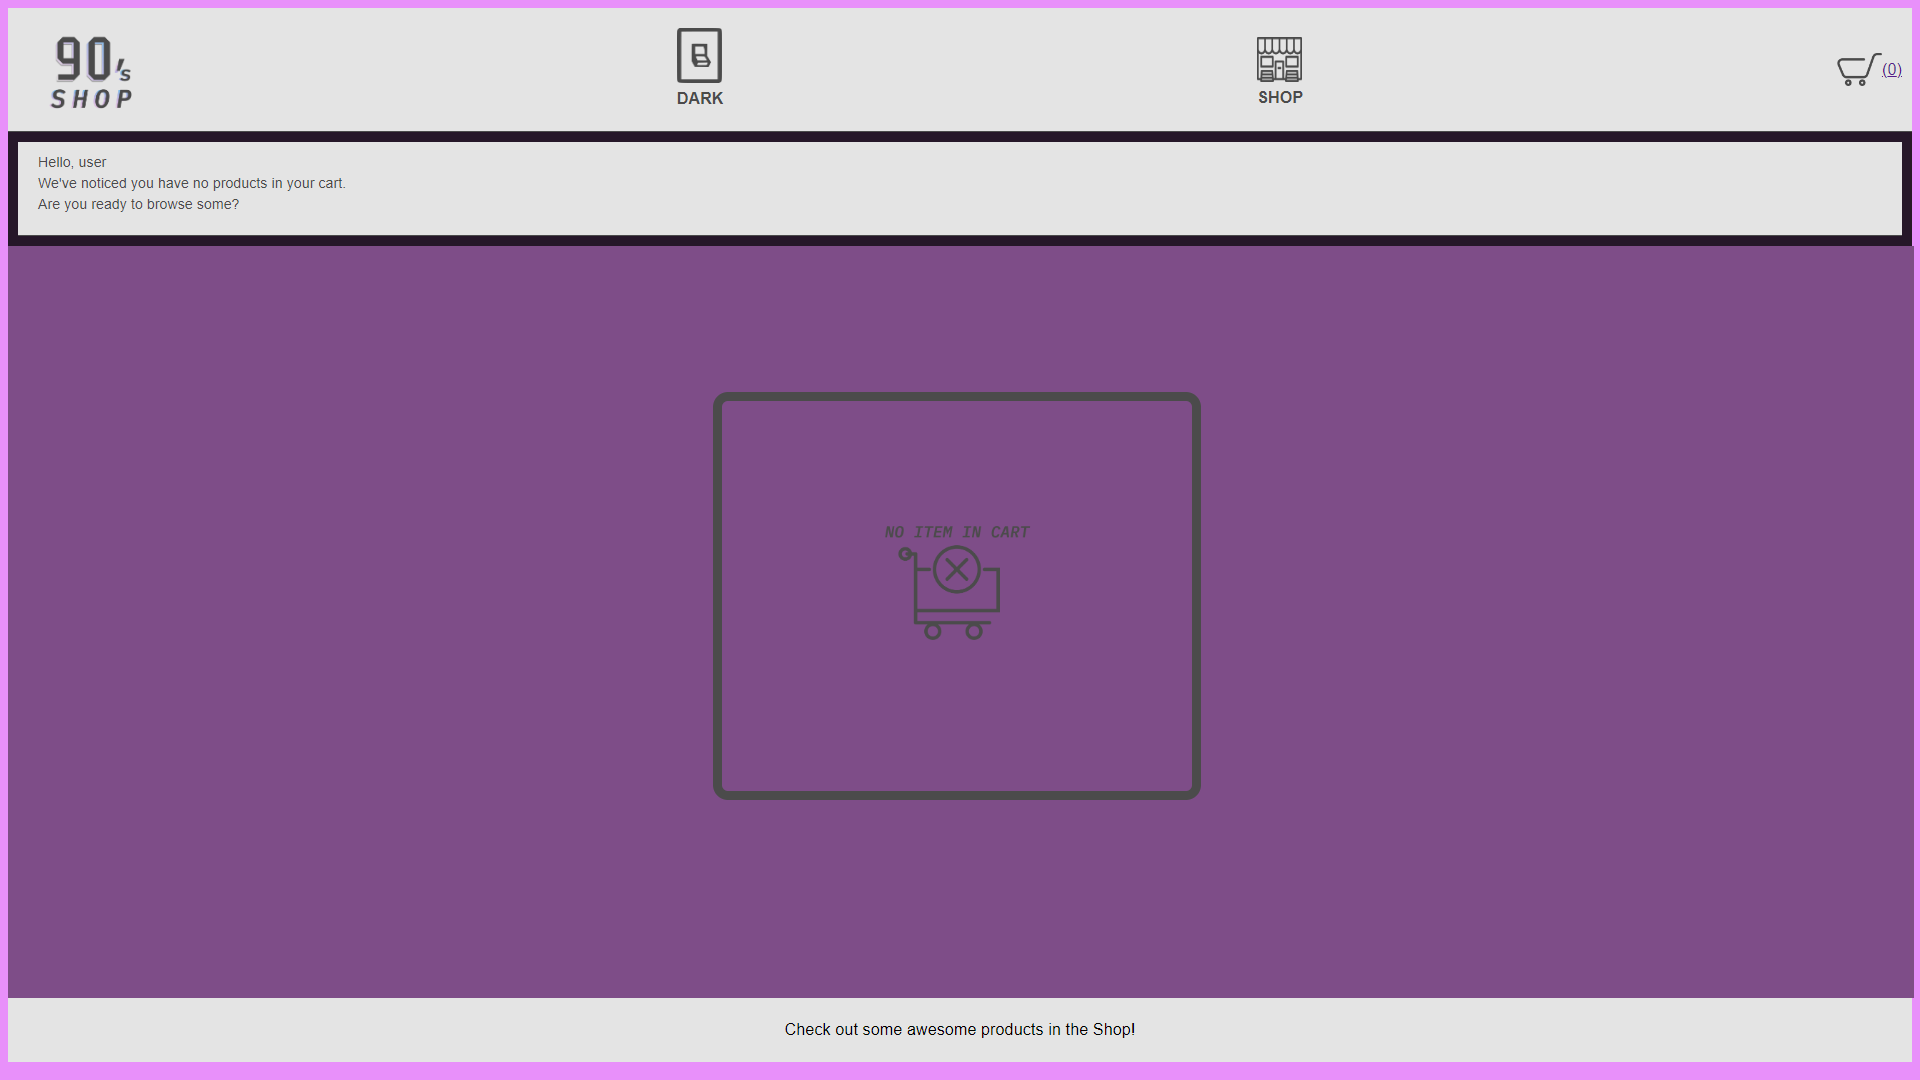 90's
SHOP
DARK
SHOP
(0)
Hello, user
We've noticed you have no products in your cart.
Are you ready to browse some?
NO ITEM IN CART
Check out some awesome products in the Shop!